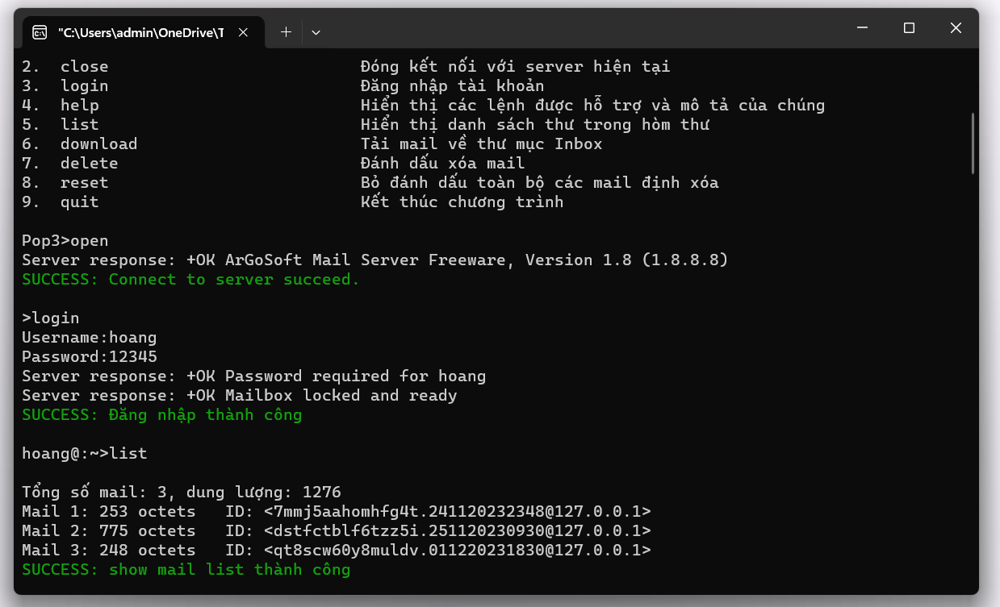 "C:\Users\admin\OneDrive\T
2. close Đóng kết nối với server hiện tại
3. login Đăng nhập tài khoản
4. help Hiển thị các lệnh được hỗ trợ và mô tả của chúng
5. list Hiển thị danh sách thư trong hòm thư
6. download Tải mail về thư mục Inbox
7. delete Đánh dấu xóa mail
8. reset Bỏ đánh dấu toàn bộ các mail định xóa
9. quit Kết thúc chương trình
Pop3>open
Server response: +OK ArGoSoft Mail Server Freeware, Version 1.8 (1.8.8.8)
SUCCESS: Connect to server succeed.
>login
Username:hoang
Password:12345
Server response: +OK Password required for hoang
Server response: +OK Mailbox locked and ready
SUCCESS: Đăng nhập thành công
hoang@:~>list
Tổng số mail: 3, dung lượng: 1276
Mail 1: 253 octets ID: <7mmj5aahomhfg4t.241120232348@127.0.0.1>
Mail 2: 775 octets ID: <dstfctblf6tzz5i.251120230930@127.0.0.1>
Mail 3: 248 octets ID: <qt8scw60y8muldv.011220231830@127.0.0.1>
SUCCESS: show mail list thành công